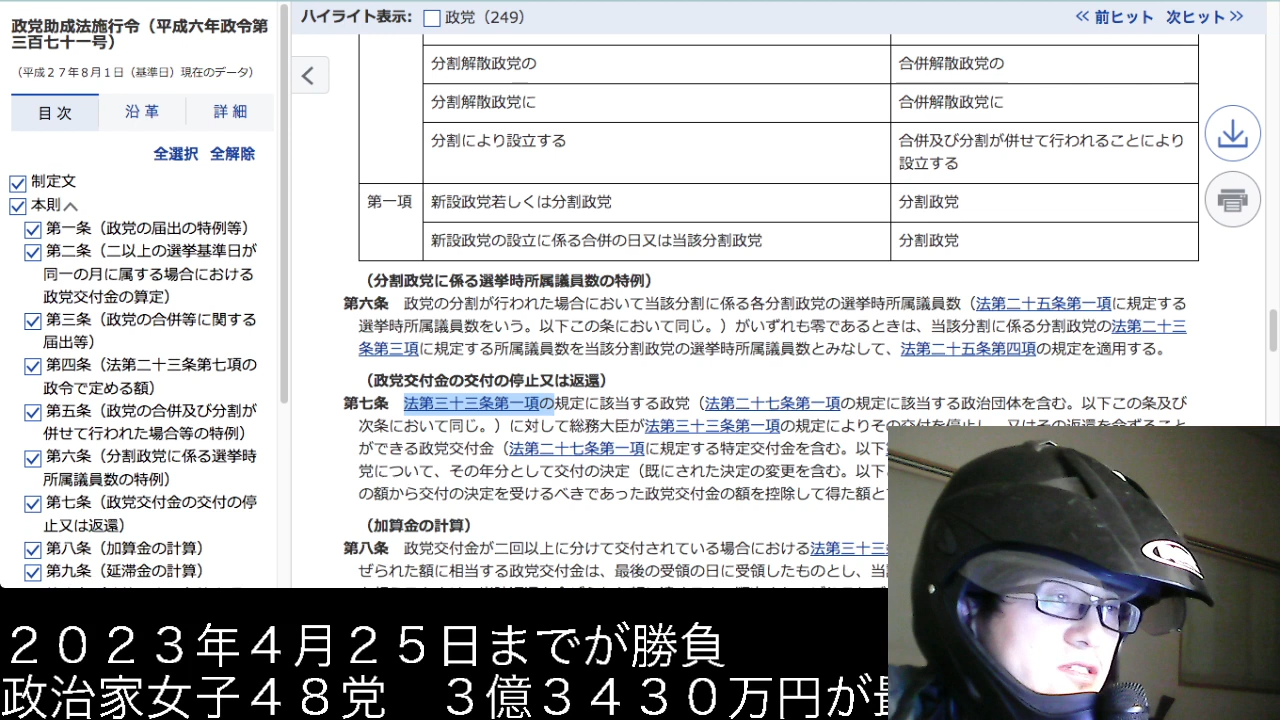 政党助成法施行令（平成六年政令第
三百七十一号）
（平成２７年８月１日（基準日）現在のデータ）
目次
沿革
詳細
全選択 全解除
制定文
本則
第一条（政党の届出の特例等）
第二条（二以上の選挙基準日が
同一の月に属する場合における
政党交付金の算定）
第三条（政党の合併等に関する
届出等）
第四条（法第二十三条第七項の
政令で定める額）
第五条（政党の合併及び分割が
併せて行われた場合等の特例）
第六条（分割政党に係る選挙時
所属議員数の特例）
第七条（政党交付金の交付の停
止又は返還）
第八条（加算金の計算）
第九条（延滞金の計算）
ハイライト表示: 政党（249）
前ヒット 次ヒット
分割解散政党の 合併解散政党の
分割解散政党に 合併解散政党に
分割により設立する 合併及び分割が併せて行われることにより
設立する
第一項 新設政党若しくは分割政党 分割政党
新設政党の設立に係る合併の日又は当該分割政党 分割政党
（分割政党に係る選挙時所属議員数の特例）
第六条 政党の分割が行われた場合において当該分割に係る各分割政党の選挙時所属議員数（法第二十五条第一項に規定する
選挙時所属議員数をいう。以下この条において同じ。）がいずれも零であるときは、当該分割に係る分割政党の法第二十三
条第三項に規定する所属議員数を当該分割政党の選挙時所属議員数とみなして、法第二十五条第四項の規定を適用する。
（政党交付金の交付の停止又は返還）
第七条 法第三十三条第一項の規定に該当する政党（法第二十七条第一項の規定に該当する政治団体を含む。以下この条及び
次条において同じ。）に対して総務大臣が法第三十三条第一項の規定によりその交付を停止し、又はその返還を命ずること
ができる政党交付金（法第二十七条第一項に規定する特定交付金を含む。以下
党について、その年分として交付の決定（既にされた決定の変更を含む。以下
の額から交付の決定を受けるべきであった政党交付金の額を控除して得た額と
（加算金の計算）
第八条 政党交付金が二回以上に分けて交付されている場合における法第三十三
ぜられた額に相当する政党交付金は、最後の受領の日に受領したものとし、当
２０２３年４月２５日までが勝負
政治家女子４８党 ３億３４３０万円が